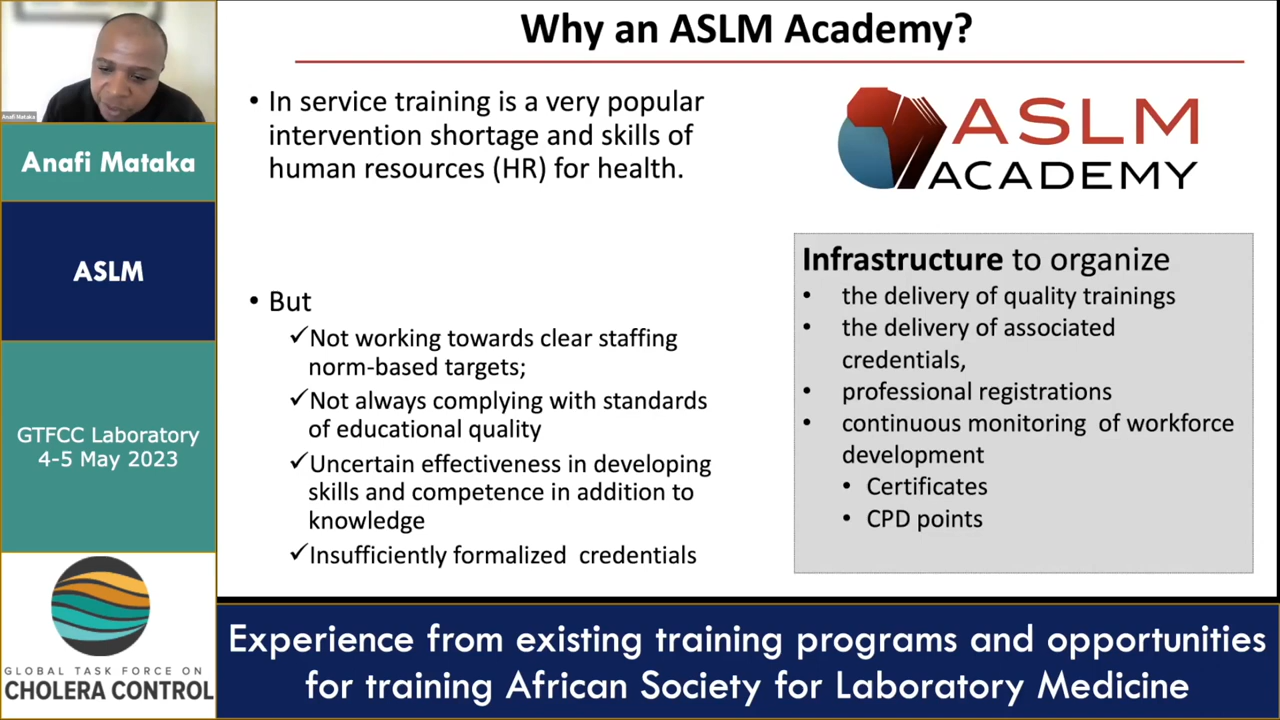 Why an ASLM Academy?
Anafi Mataka
Anafi Mataka
ASLM
GTFCC Laboratory
4-5 May 2023
GLOBAL TASK FORCE ON
CHOLERA CONTROL
• In service training is a very popular
intervention shortage and skills of
human resources (HR) for health.
• But
✓Not working towards clear staffing
norm-based targets;
✓Not always complying with standards
of educational quality
✓Uncertain effectiveness in developing
skills and competence in addition to
knowledge
✓Insufficiently formalized credentials
ASLM
ACADEMY
Infrastructure to organize
• the delivery of quality trainings
• the delivery of associated
credentials,
• professional registrations
• continuous monitoring of workforce
development
• Certificates
• CPD points
Experience from existing training programs and opportunities
for training African Society for Laboratory Medicine